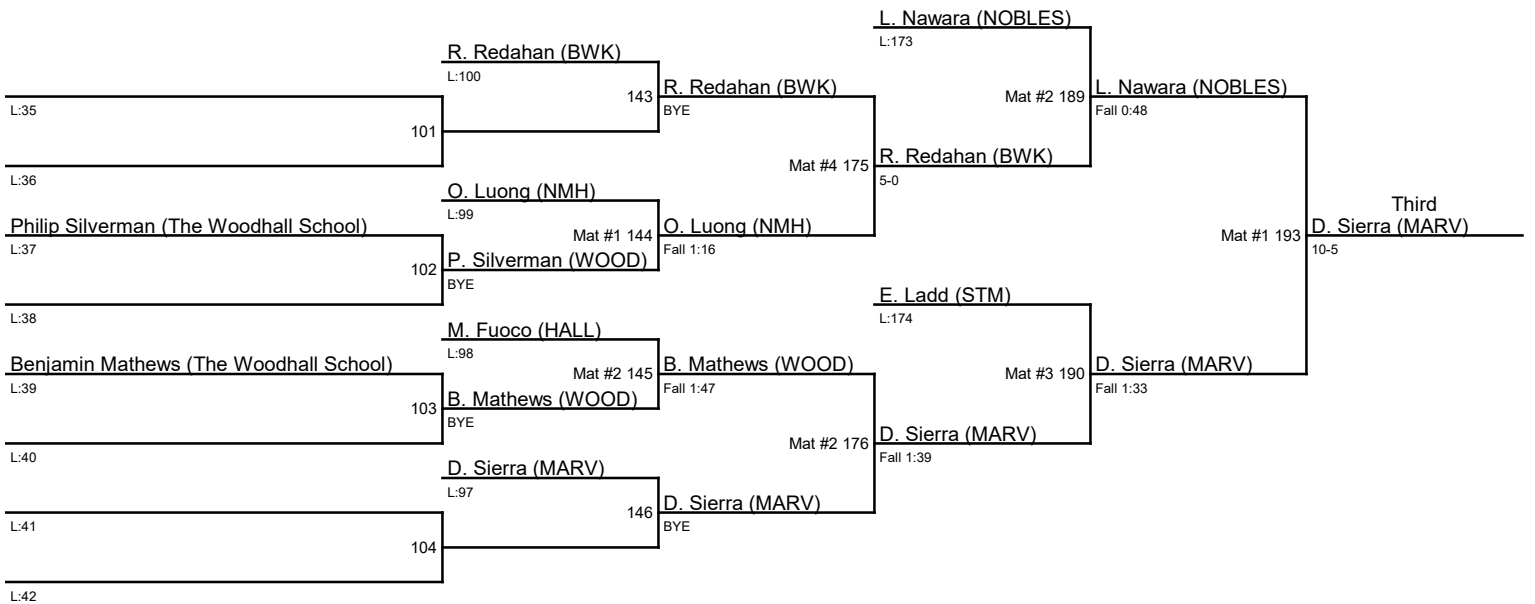 L. Nawara (NOBLES)
L:173
R. Redahan (BWK)
L:100
143
R. Redahan (BWK)
BYE
Mat #2 189
L. Nawara (NOBLES)
Fall 0:48
L:35
101
L:36
Mat #4 175
R. Redahan (BWK)
5-0
O. Luong (NMH)
L:99
Philip Silverman (The Woodhall School)
L:37
Mat #1 144
O. Luong (NMH)
Fall 1:16
102
P. Silverman (WOOD)
BYE
L:38
Mat #1 193
Third
D. Sierra (MARV)
10-5
E. Ladd (STM)
L:174
M. Fuoco (HALL)
L:98
Benjamin Mathews (The Woodhall School)
L:39
Mat #2 145
B. Mathews (WOOD)
Fall 1:47
Mat #3 190
D. Sierra (MARV)
Fall 1:33
103
B. Mathews (WOOD)
BYE
L:40
Mat #2 176
D. Sierra (MARV)
Fall 1:39
D. Sierra (MARV)
L:97
146
D. Sierra (MARV)
BYE
L:41
104
L:42